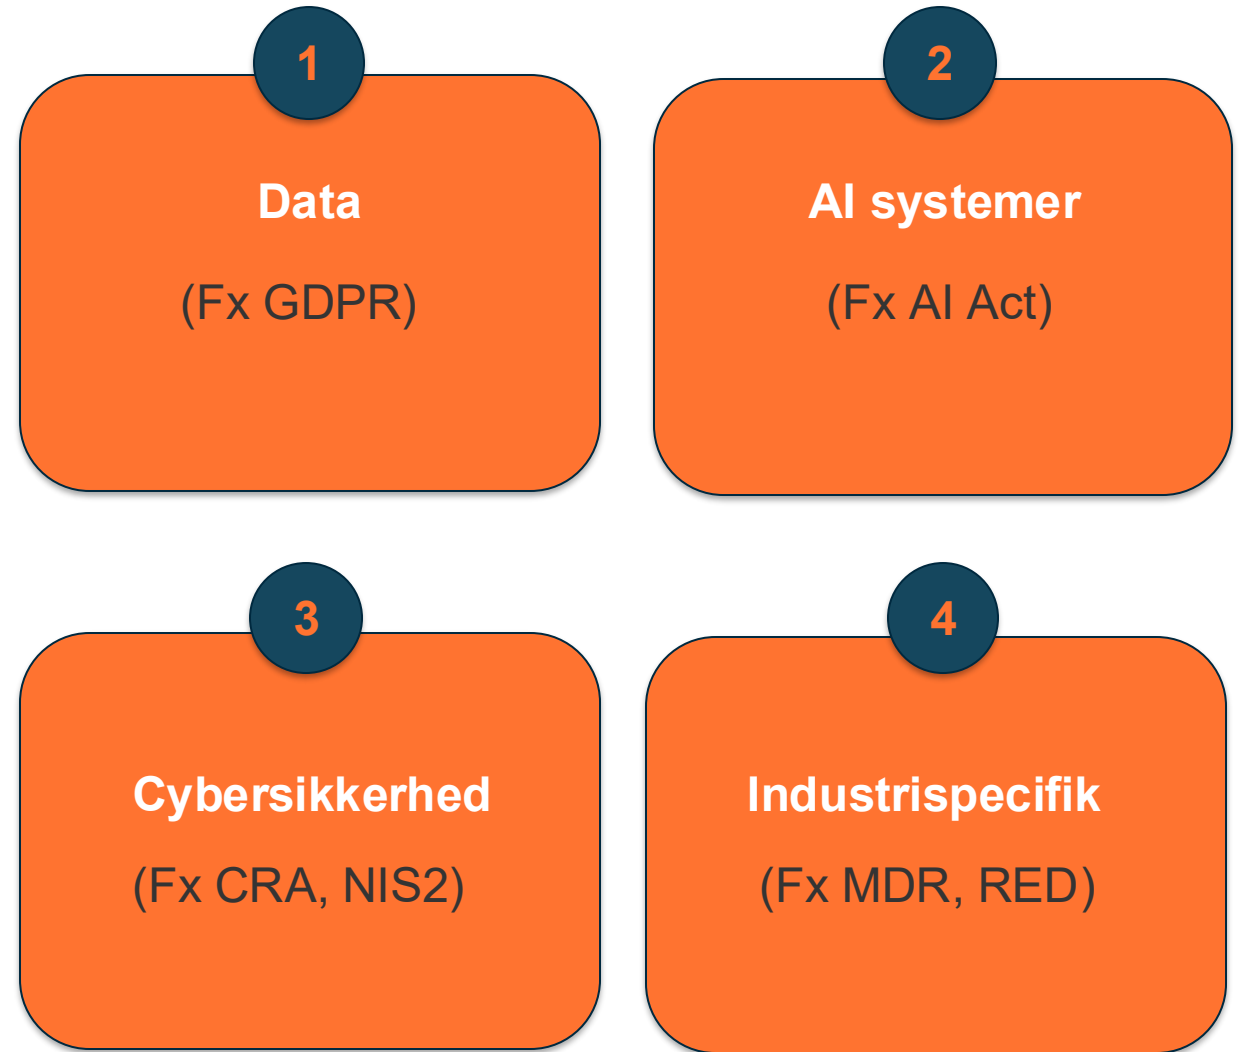 1
Data
(Fx GDPR)
2
AI systemer
(Fx AI Act)
3
Cybersikkerhed
(Fx CRA, NIS2)
4
Industrispecifik
(Fx MDR, RED)